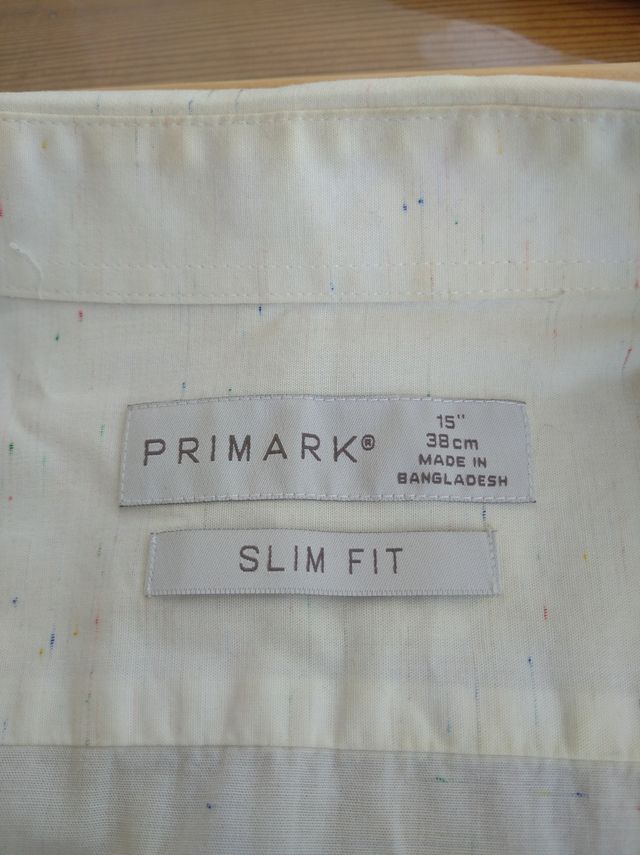 PRIMARK®
15"
38cm
MADE IN
BANGLADESH
SLIM FIT